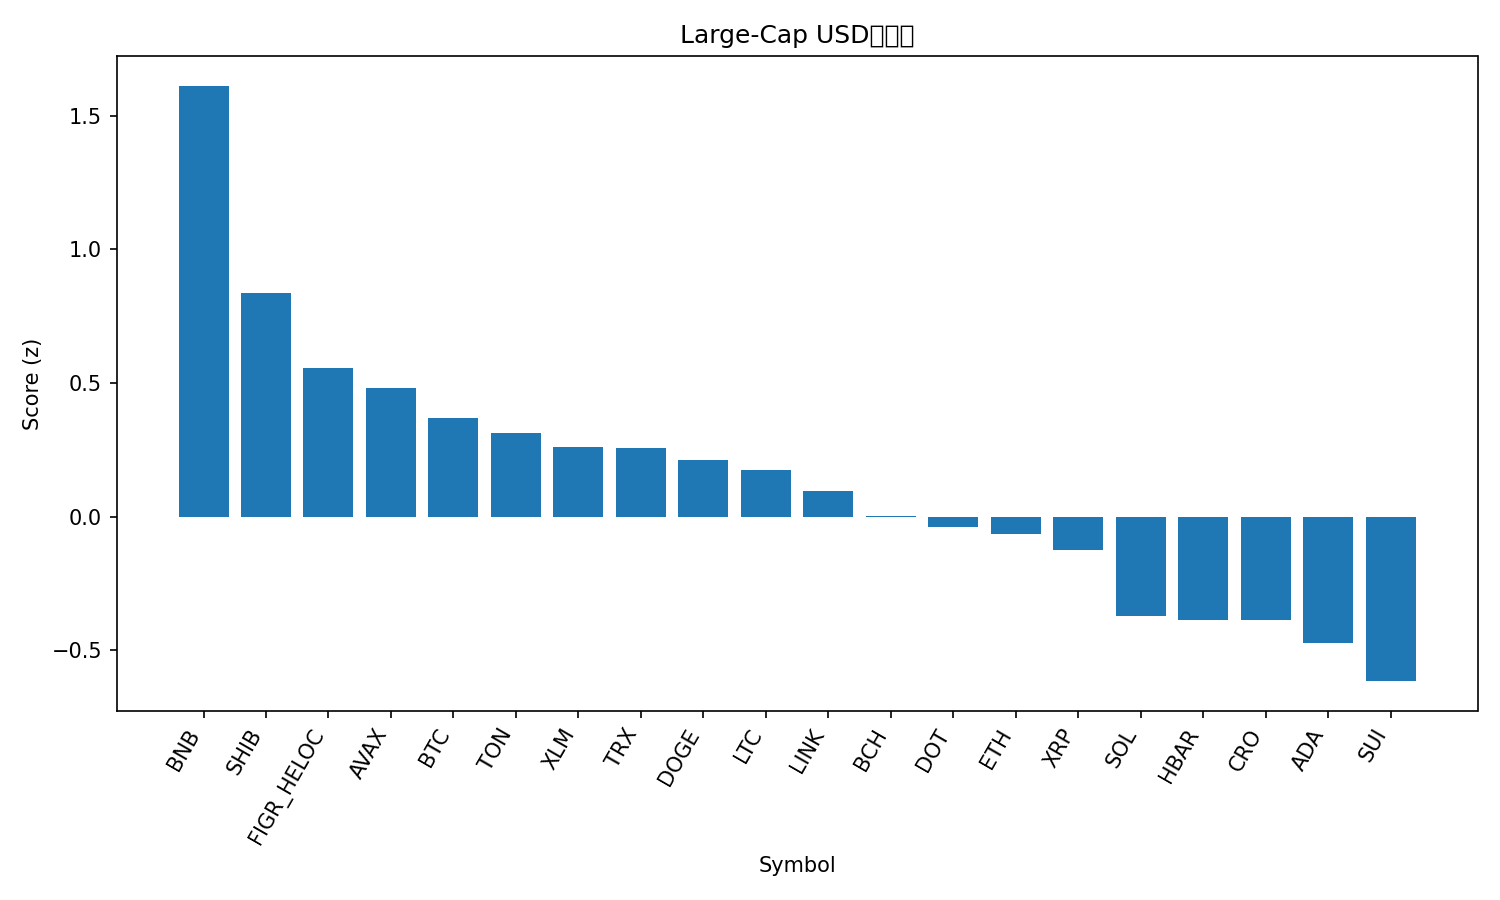 Large-Cap USD
Score (z)
1.5
1.0
0.5
0.0
−0.5
BNB
SHIB
FIGR_HELOC
AVAX
BTC
TON
XLM
TRX
DOGE
LTC
LINK
BCH
DOT
ETH
XRP
SOL
HBAR
CRO
ADA
SUI
Symbol